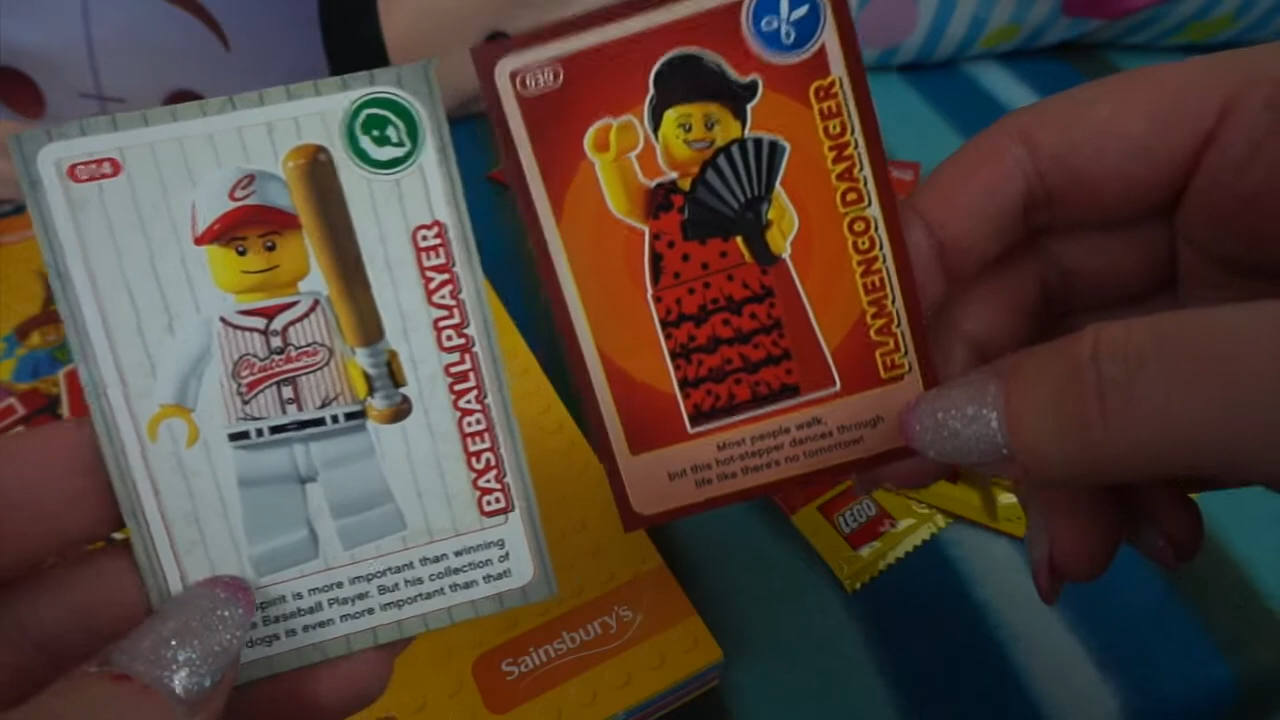 014
C
Clutchers
BASEBALL PLAYER
spirit is more important than winning
a Baseball Player. But his collection of
dogs is even more important than that!
039
FLAMENCO DANCER
Most people walk,
but this hot-stepper dances through
life like there's no tomorrow!
LEGO
Sainsbury's